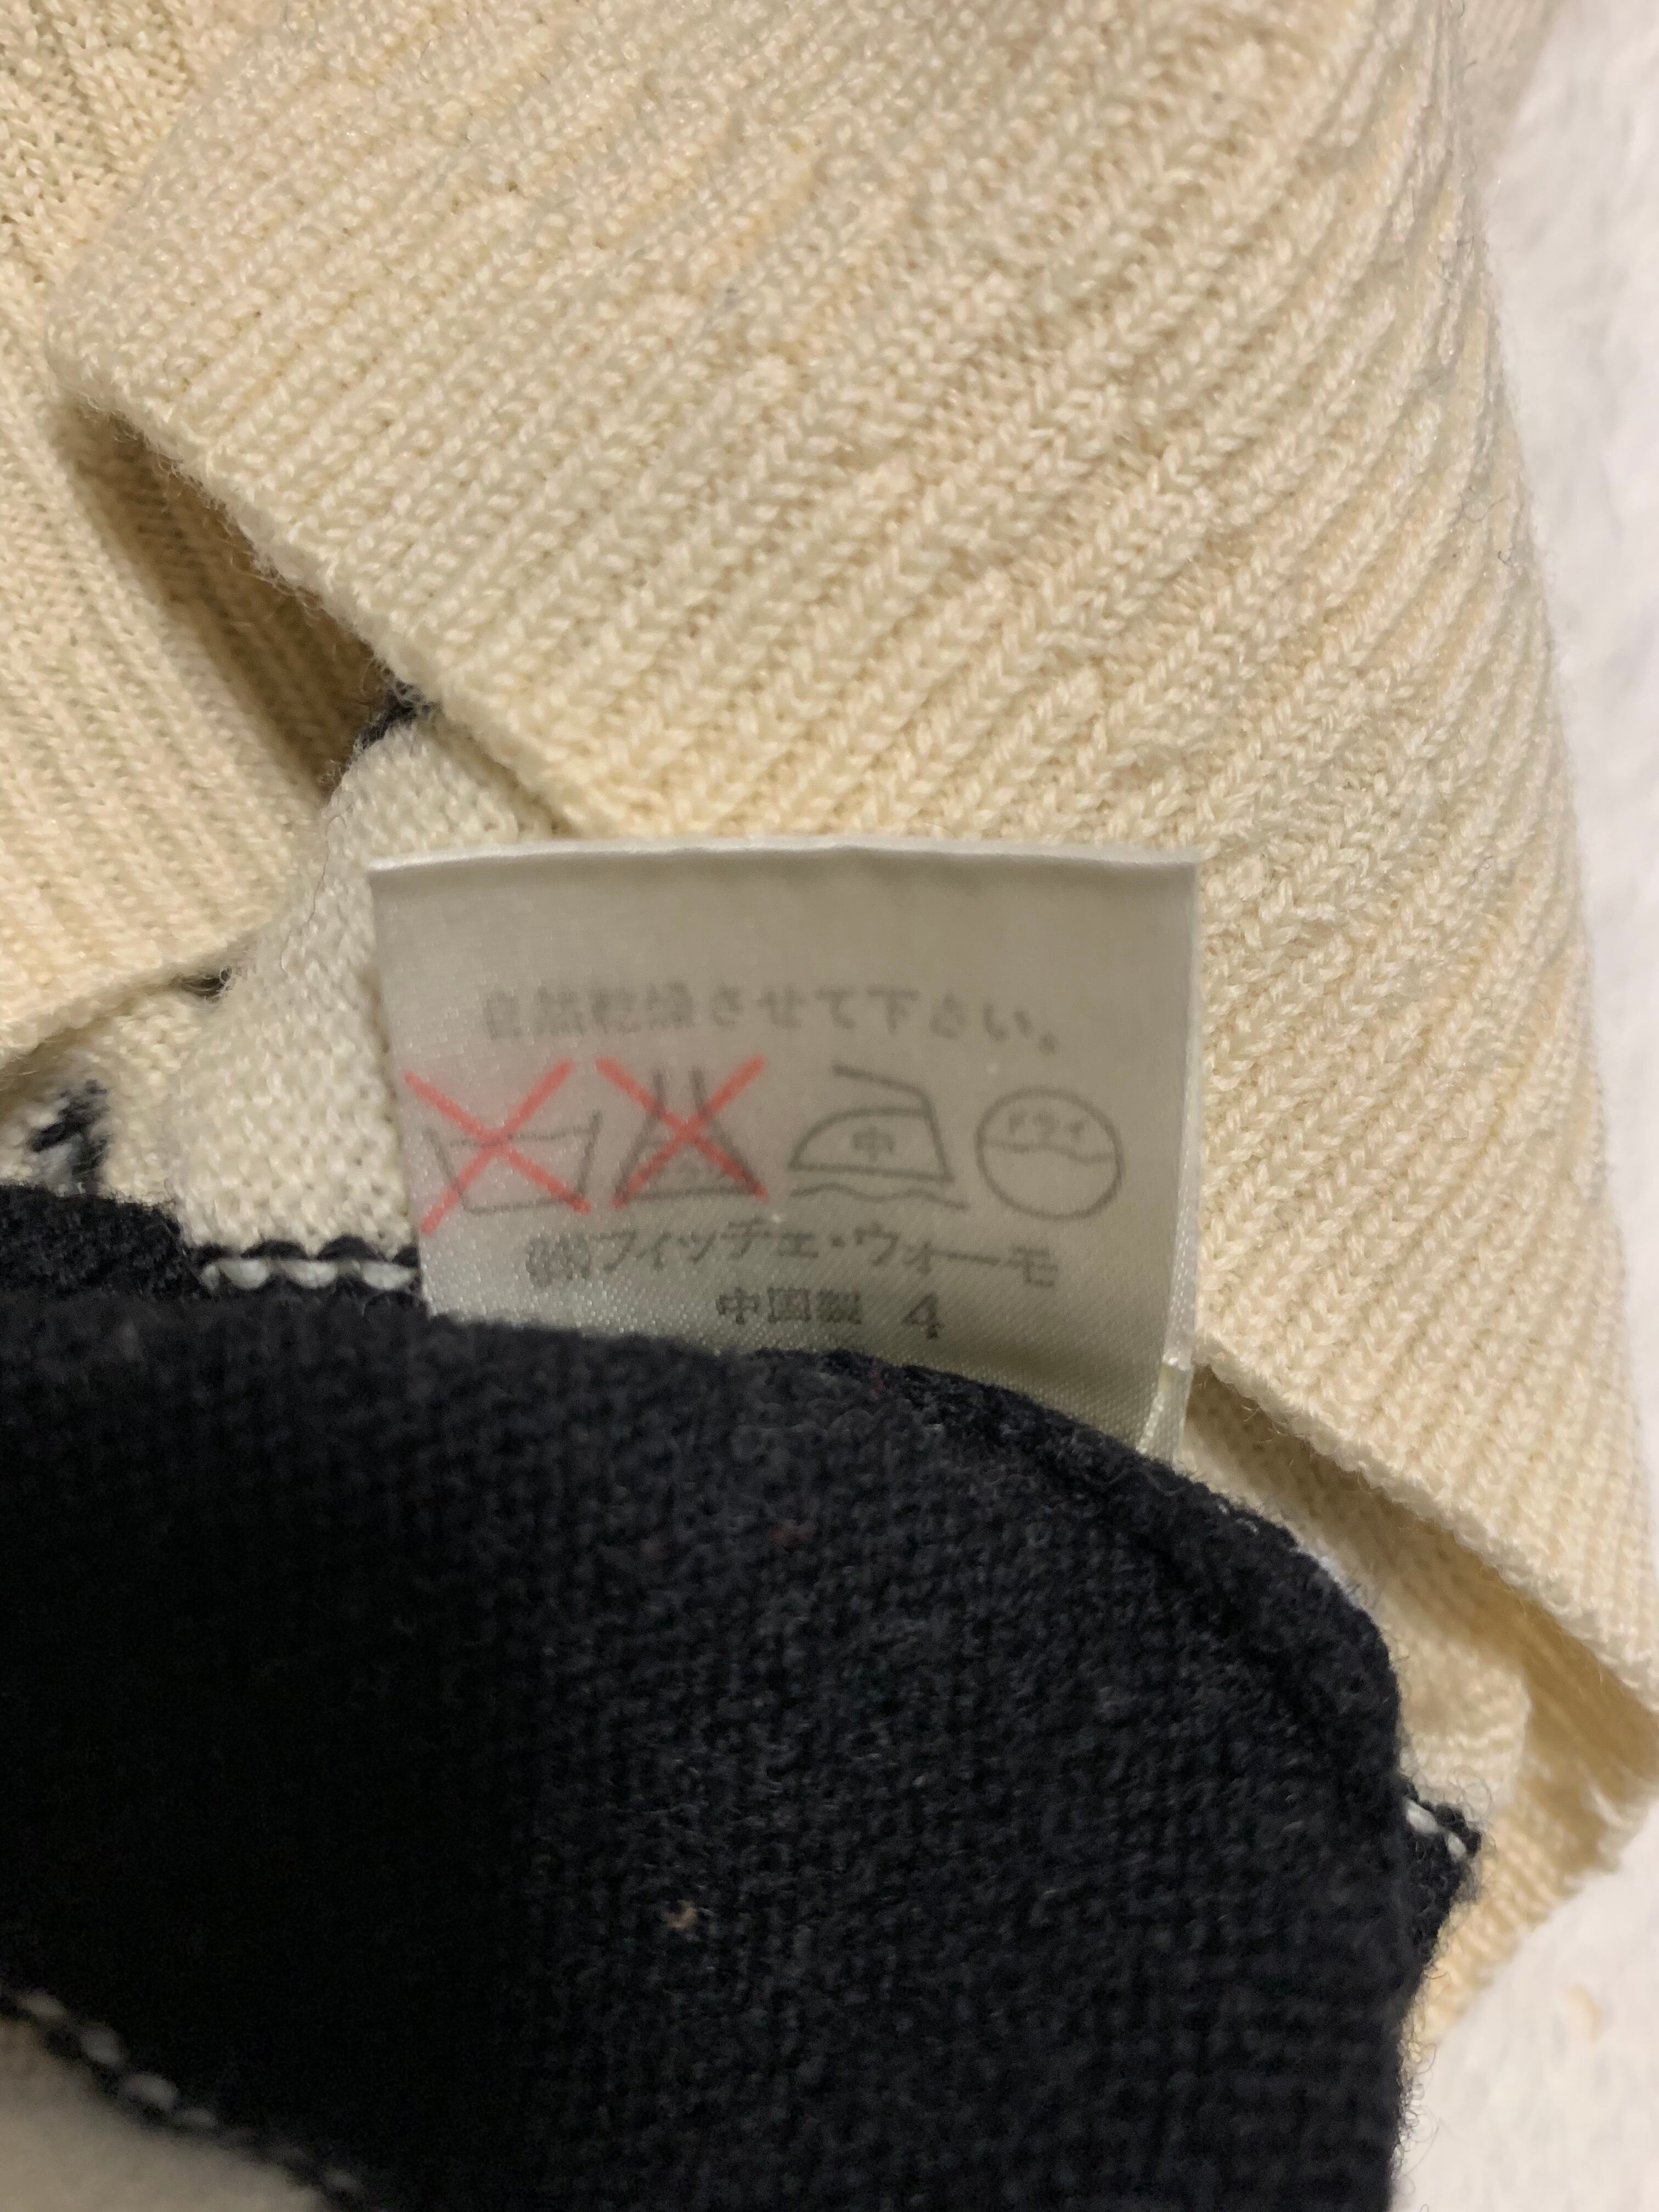 自然乾燥させて下さい。
中 ドライ
㈱フィッチェ・ウォーモ
中国製 4